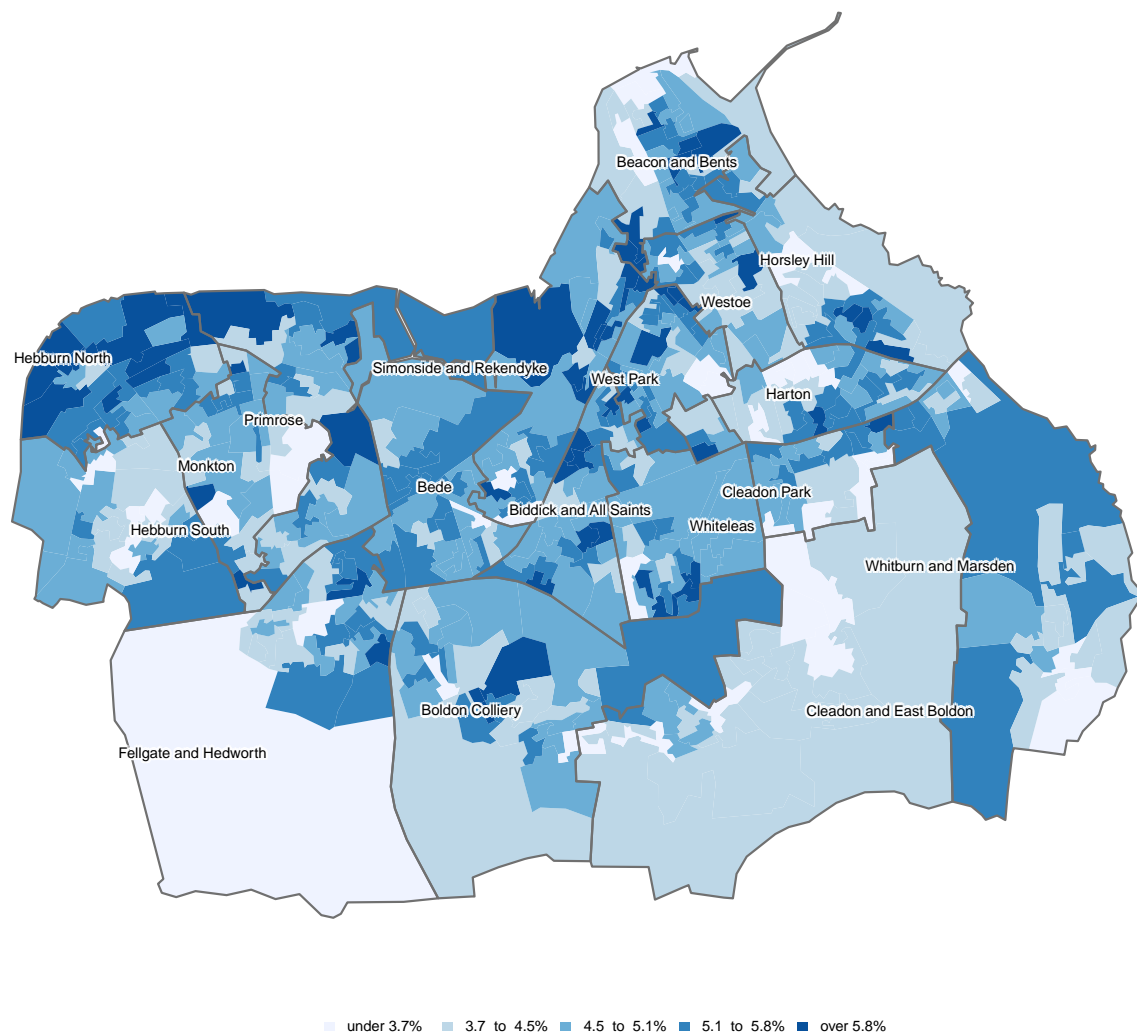 Beacon and Bents
Horsley Hill
Westoe
Hebburn North
Simonside and Rekendyke
West Park
Harton
Primrose
Monkton
Bede
Cleadon Park
Biddick and All Saints
Whiteleas
Hebburn South
Whitburn and Marsden
Boldon Colliery
Cleadon and East Boldon
Fellgate and Hedworth
under 3.7% 3.7 to 4.5% 4.5 to 5.1% 5.1 to 5.8% over 5.8%